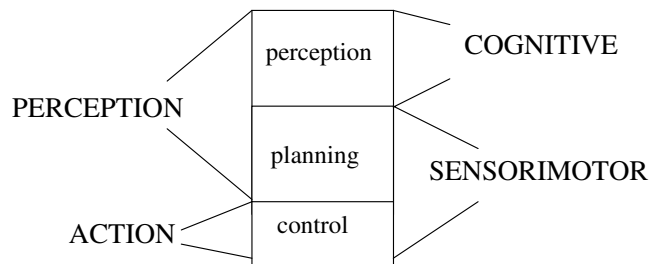 COGNITIVE
perception
PERCEPTION
planning
SENSORIMOTOR
control
ACTION